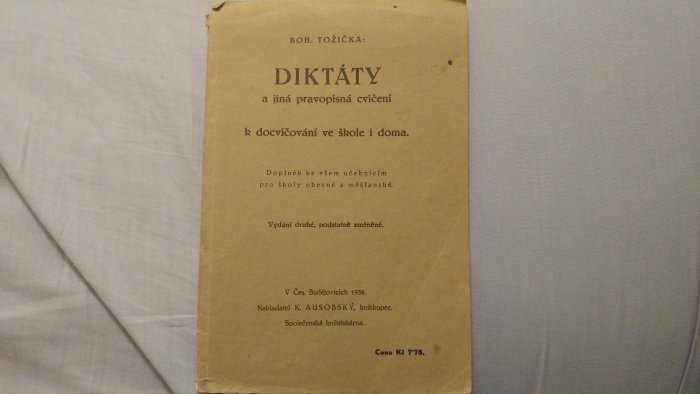 BOH. TOŽIČKA:
DIKTÁTY
a jiná pravopisná cvičení
k docvičování ve škole i doma.
Doplněk ke všem učebnicím
pro školy obecné a měšťanské.
Vydání druhé, podstatně změněné.
V Čes. Budějovicích 1936.
Nakladatel K. AUSOBSKÝ, knihkupec.
Společenská knihtiskárna.
Cena Kč 7·78.